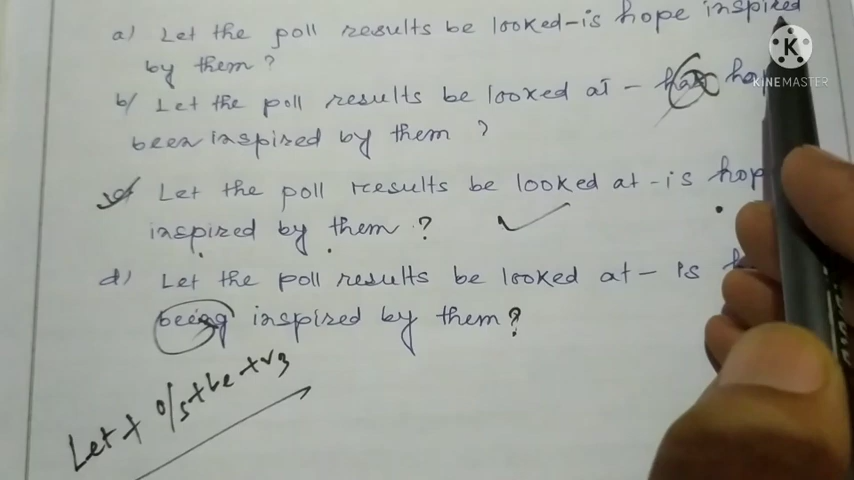 a) Let the poll results be looked-is hope inspired
by them?
b) Let the poll results be looked at - has
been inspired by them?
c) Let the poll results be looked at -is hop
inspired by them?
d) Let the poll results be looked at- is
being inspired by them?
Let + o/s + be + v3
K
KINEMASTER